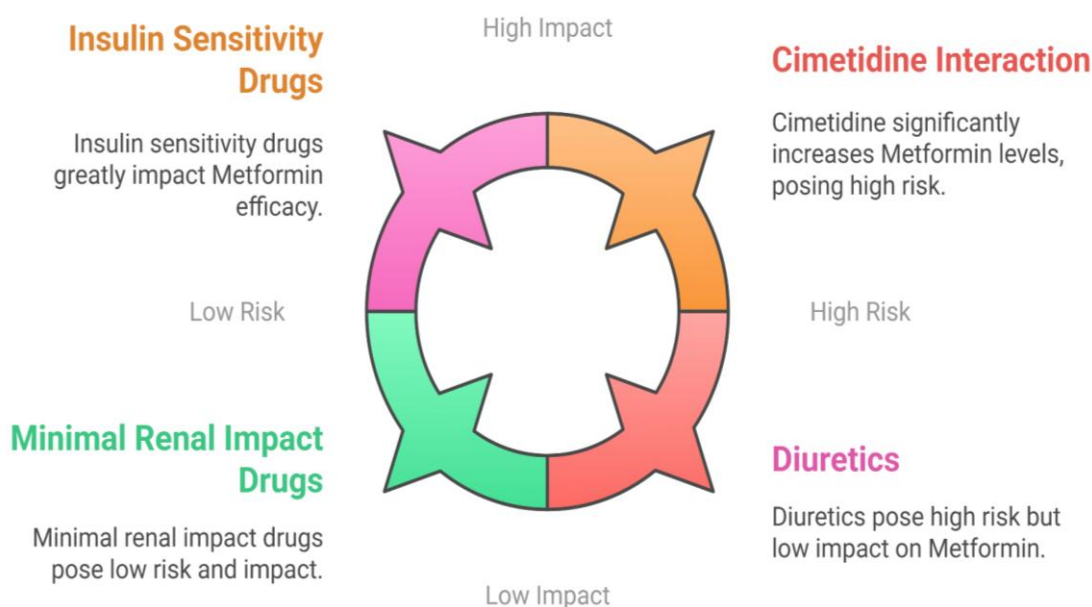 High Impact
Insulin Sensitivity
Drugs
Insulin sensitivity drugs
greatly impact Metformin
efficacy.
Cimetidine Interaction
Cimetidine significantly
increases Metformin levels,
posing high risk.
Low Risk
High Risk
Minimal Renal Impact
Drugs
Minimal renal impact drugs
pose low risk and impact.
Diuretics
Diuretics pose high risk but
low impact on Metformin.
Low Impact